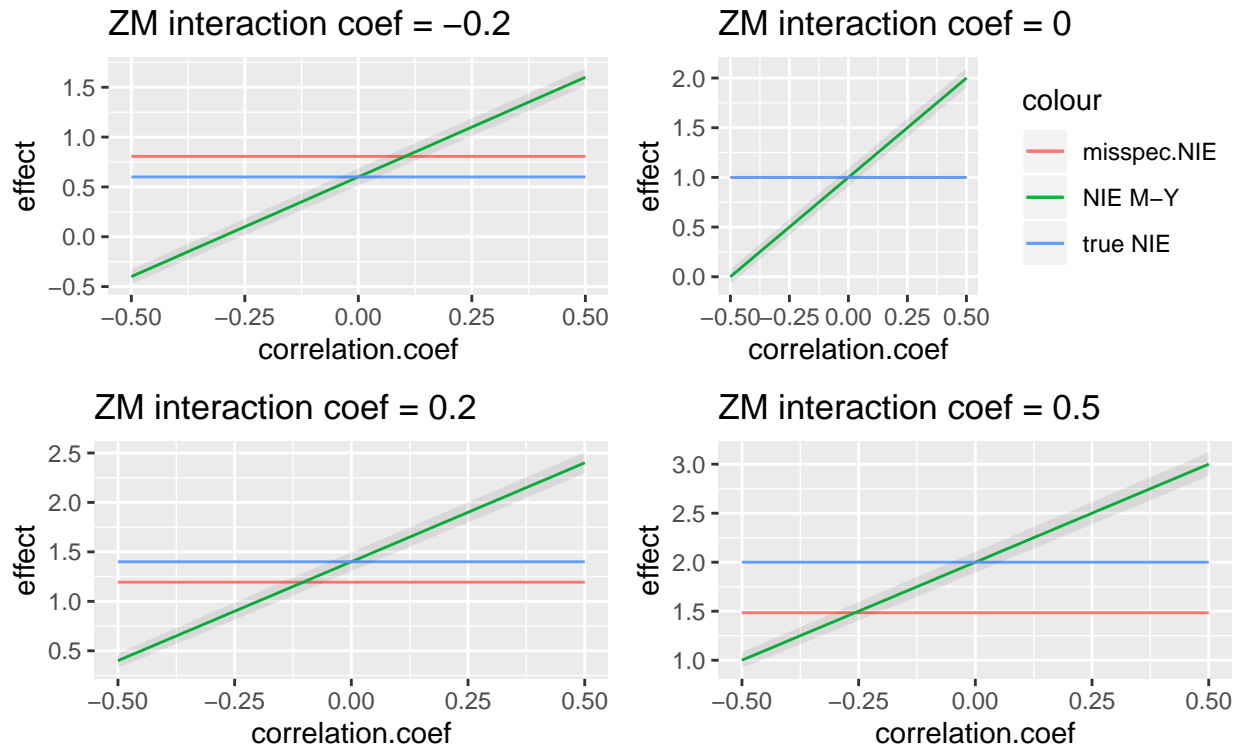 ZM interaction coef = −0.2
effect
1.5
1.0
0.5
0.0
−0.5
−0.50 −0.25 0.00 0.25 0.50
correlation.coef
ZM interaction coef = 0
effect
2.0
1.5
1.0
0.5
0.0
−0.50 −0.25 0.00 0.25 0.50
correlation.coef
colour
misspec.NIE
NIE M−Y
true NIE
ZM interaction coef = 0.2
effect
2.5
2.0
1.5
1.0
0.5
−0.50 −0.25 0.00 0.25 0.50
correlation.coef
ZM interaction coef = 0.5
effect
3.0
2.5
2.0
1.5
1.0
−0.50 −0.25 0.00 0.25 0.50
correlation.coef